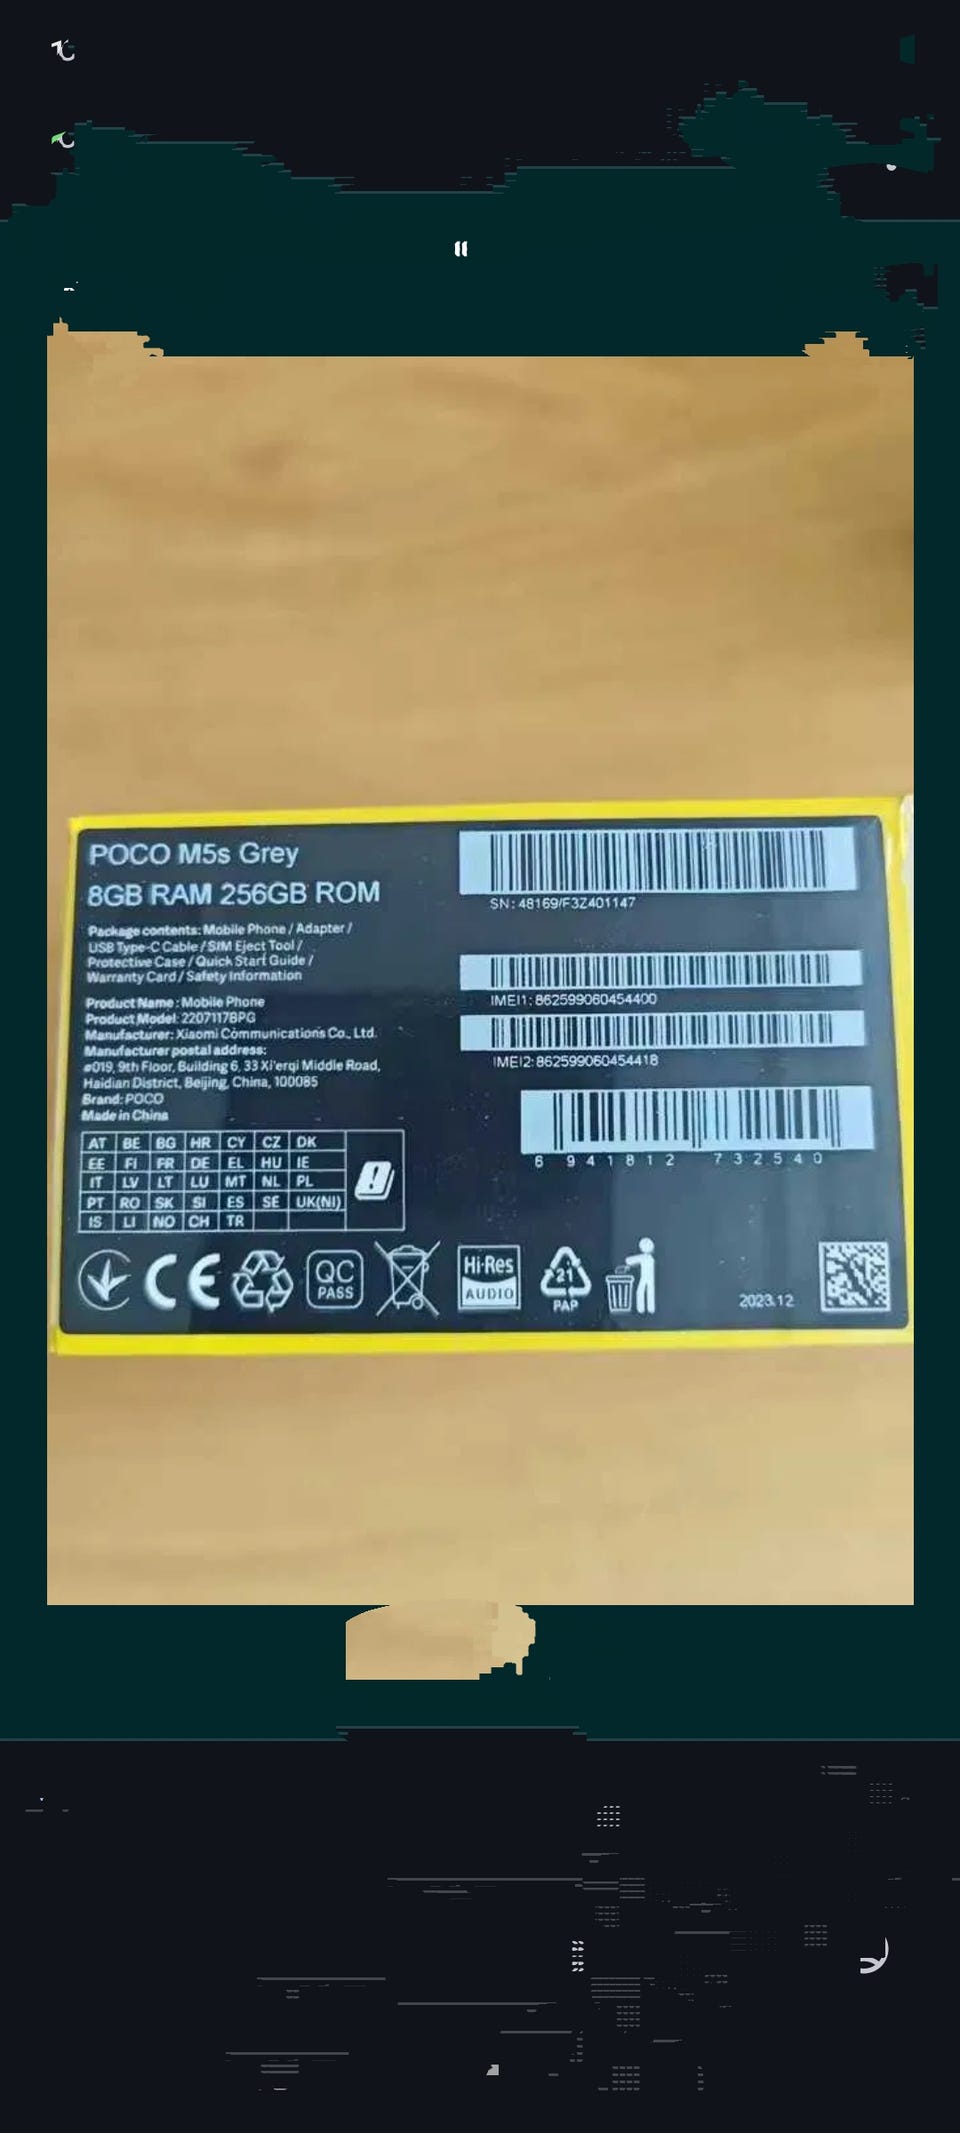 POCO M5s Grey
8GB RAM 256GB ROM
Package contents: Mobile Phone / Adapter /
USB Type-C Cable / SIM Eject Tool /
Protective Case / Quick Start Guide /
Warranty Card / Safety Information
Product Name : Mobile Phone
Product Model: 2207117BPG
Manufacturer: Xiaomi Communications Co., Ltd.
Manufacturer postal address:
#019, 9th Floor, Building 6, 33 Xi'erqi Middle Road,
Haidian District, Beijing, China, 100085
Brand: POCO
Made in China
AT BE BG HR CY CZ DK
EE FI FR DE EL HU IE
IT LV LT LU MT NL PL
PT RO SK SI ES SE UK(NI)
IS LI NO CH TR
SN: 48169/F3Z401147
IMEI1: 862599060454400
IMEI2: 862599060454418
6 941812 732540
CE
QC
PASS
Hi-Res
AUDIO
21
PAP
2023.12